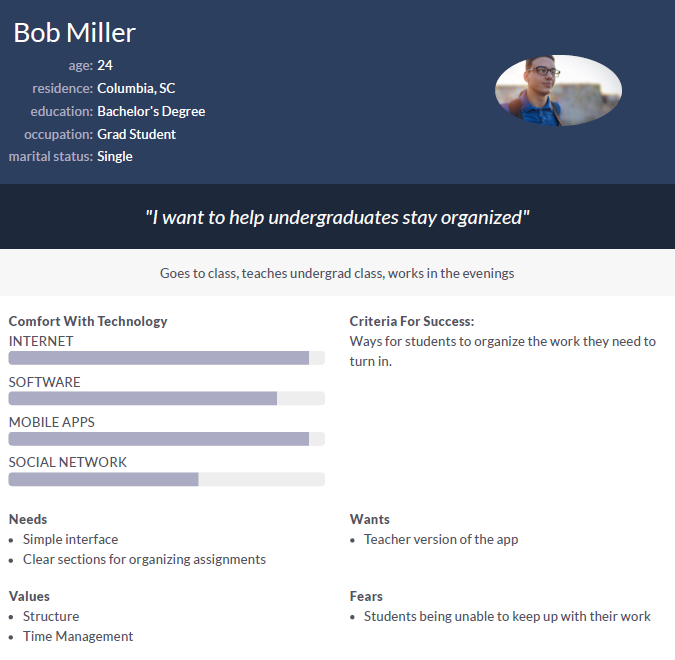 Bob Miller
age: 24
residence: Columbia, SC
education: Bachelor's Degree
occupation: Grad Student
marital status: Single
"I want to help undergraduates stay organized"
Goes to class, teaches undergrad class, works in the evenings
Comfort With Technology
INTERNET
SOFTWARE
MOBILE APPS
SOCIAL NETWORK
Criteria For Success:
Ways for students to organize the work they need to
turn in.
Needs
• Simple interface
• Clear sections for organizing assignments
Wants
• Teacher version of the app
Values
• Structure
• Time Management
Fears
• Students being unable to keep up with their work